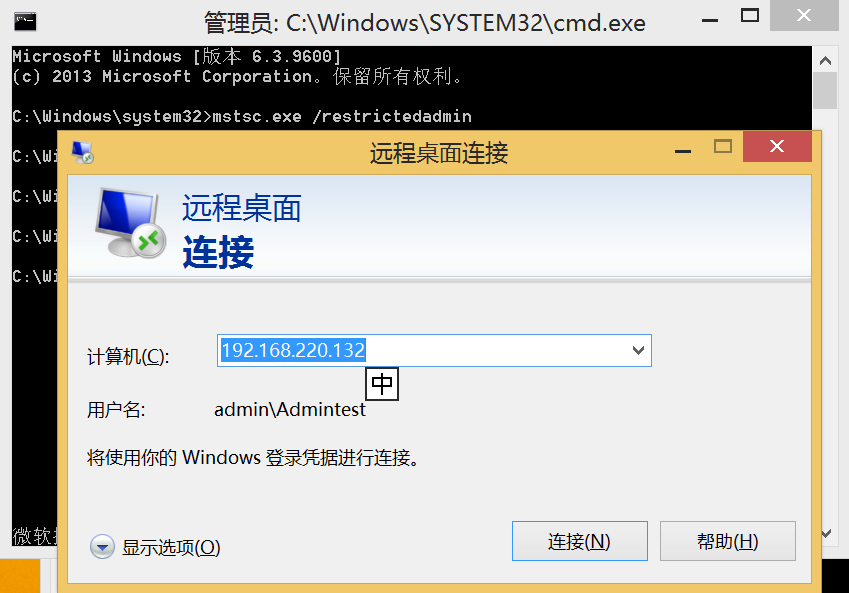 管理员: C:\Windows\SYSTEM32\cmd.exe
Microsoft Windows [版本 6.3.9600]
(c) 2013 Microsoft Corporation。保留所有权利。
C:\Windows\system32>mstsc.exe /restrictedadmin
C:\Wi
C:\Wi
C:\Wi
C:\Wi
远程桌面连接
远程桌面
连接
计算机(C):
192.168.220.132
中
用户名:
admin\Admintest
将使用你的 Windows 登录凭据进行连接。
微软
显示选项(O)
连接(N)
帮助(H)